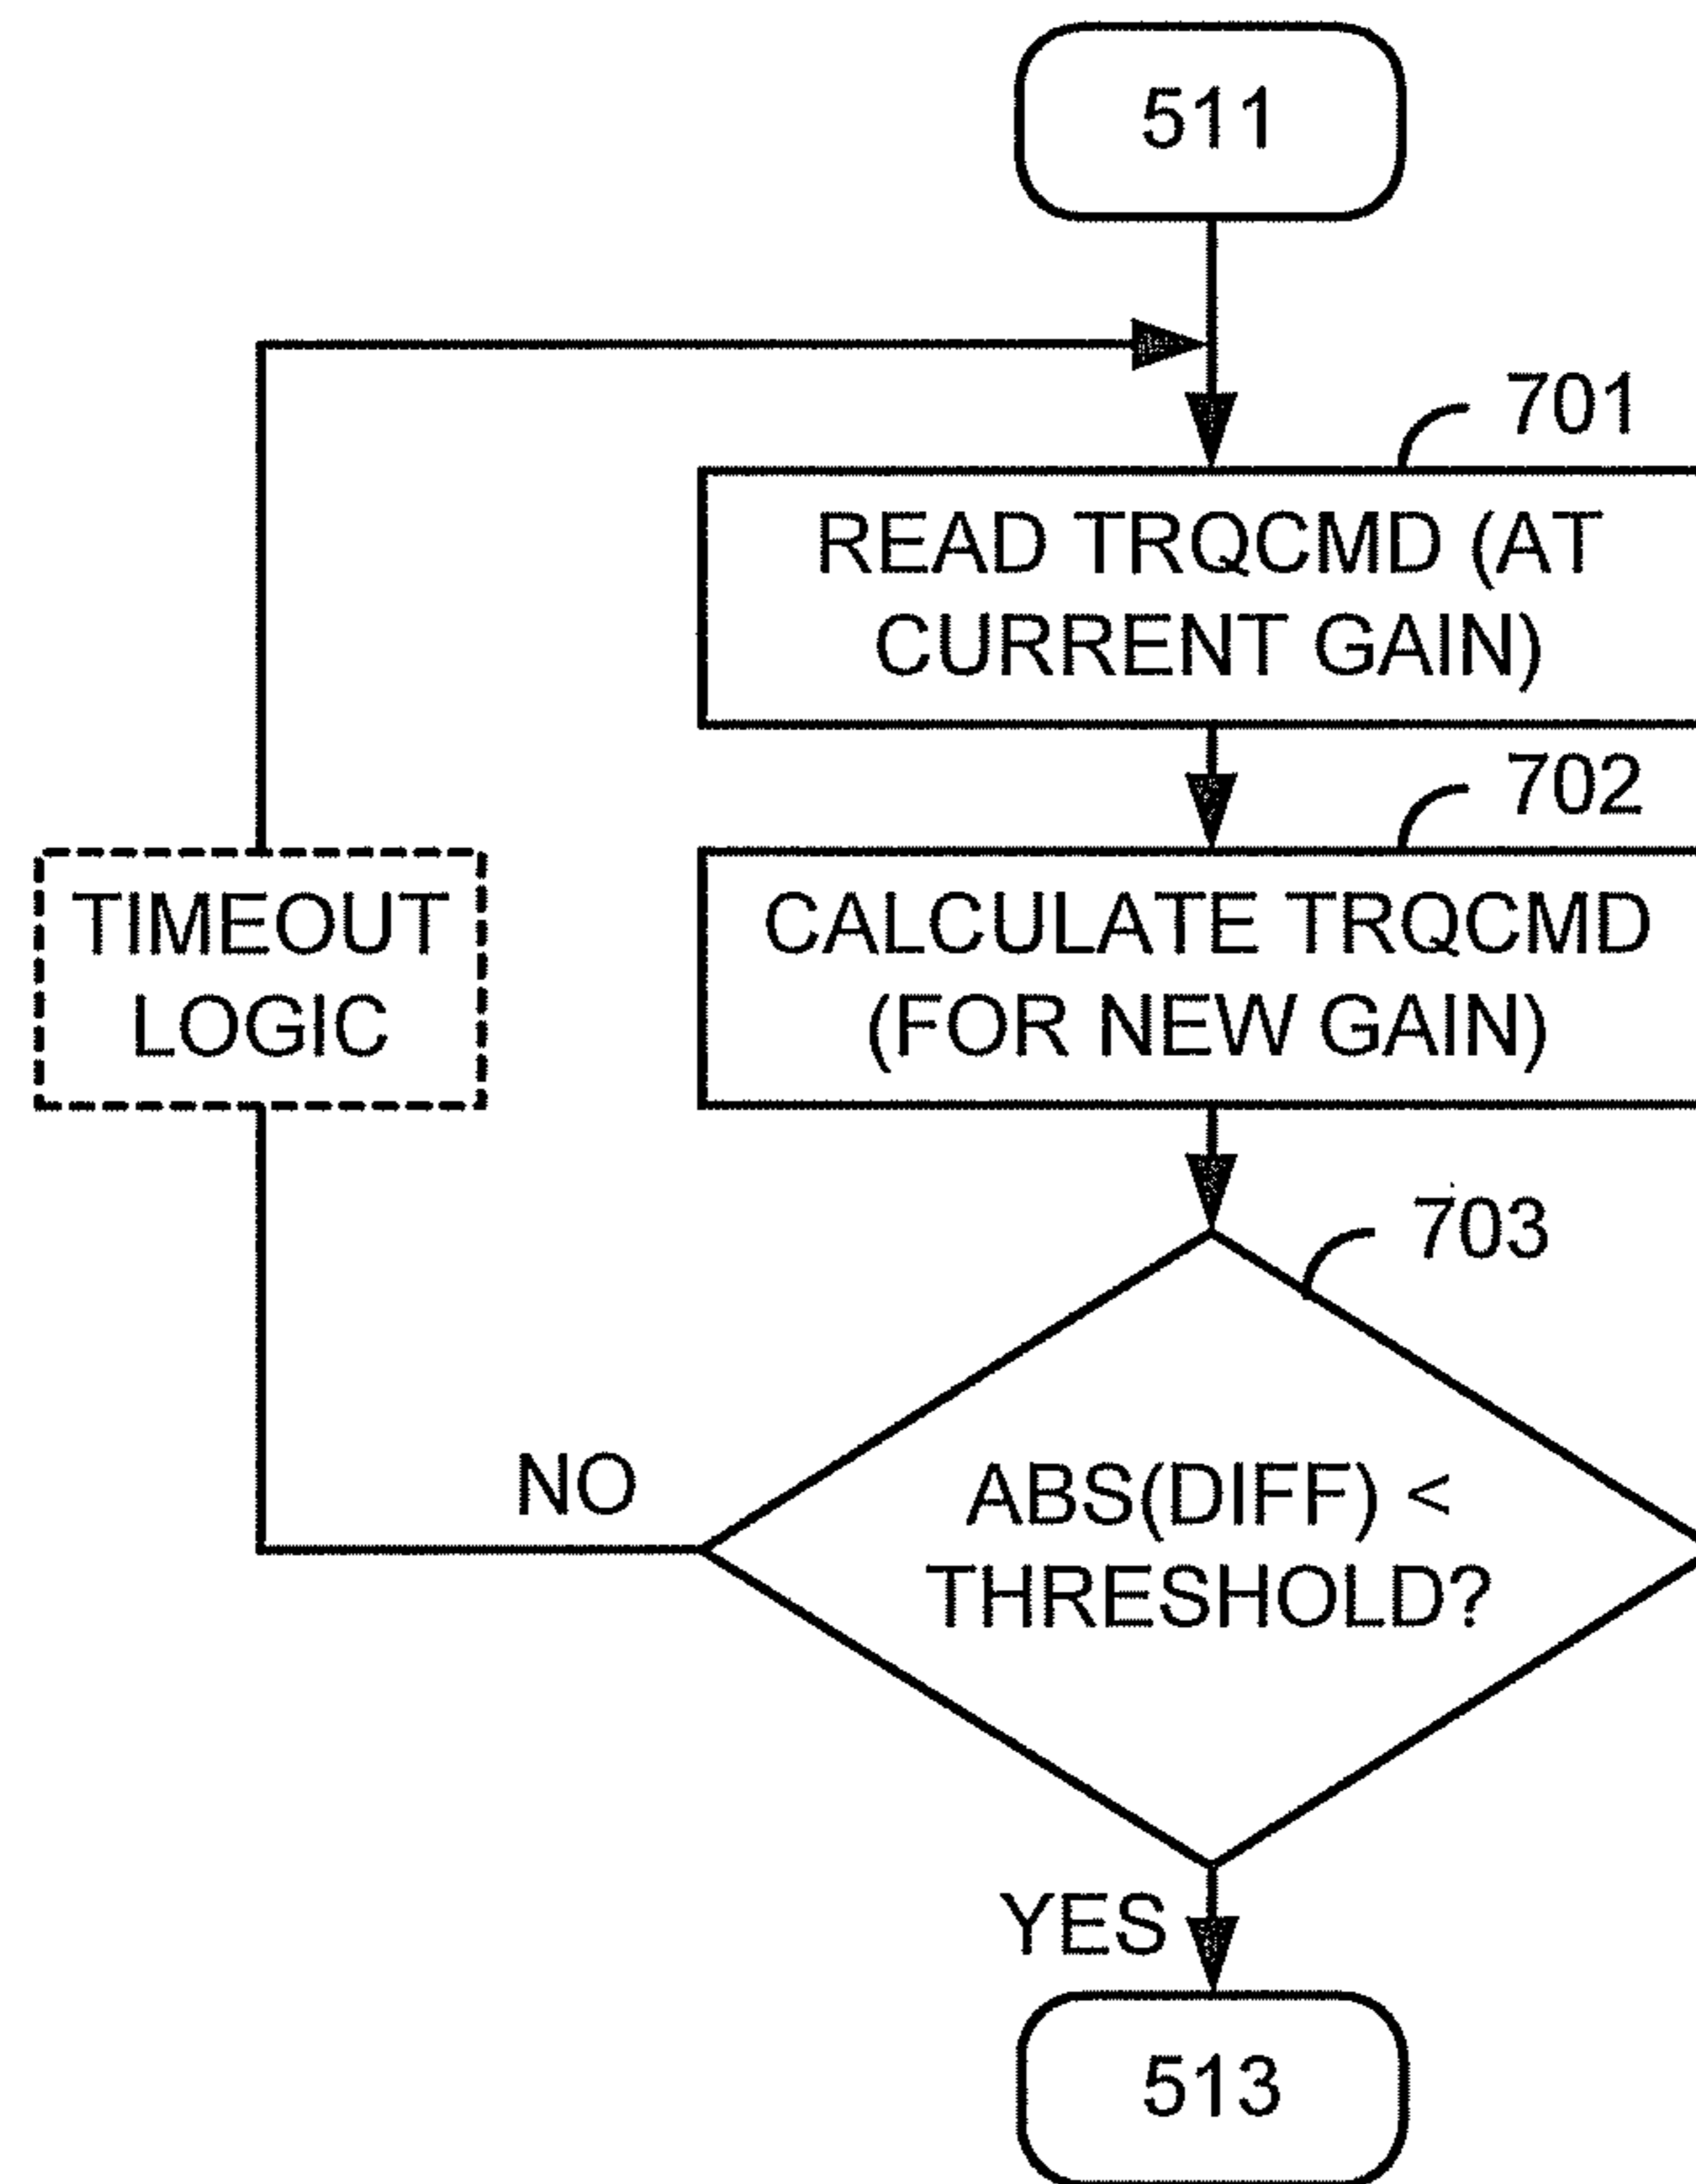 511
701
READ TRQCMD (AT
CURRENT GAIN)
702
CALCULATE TRQCMD
(FOR NEW GAIN)
TIMEOUT
LOGIC
703
ABS(DIFF) <
THRESHOLD?
NO
YES
513